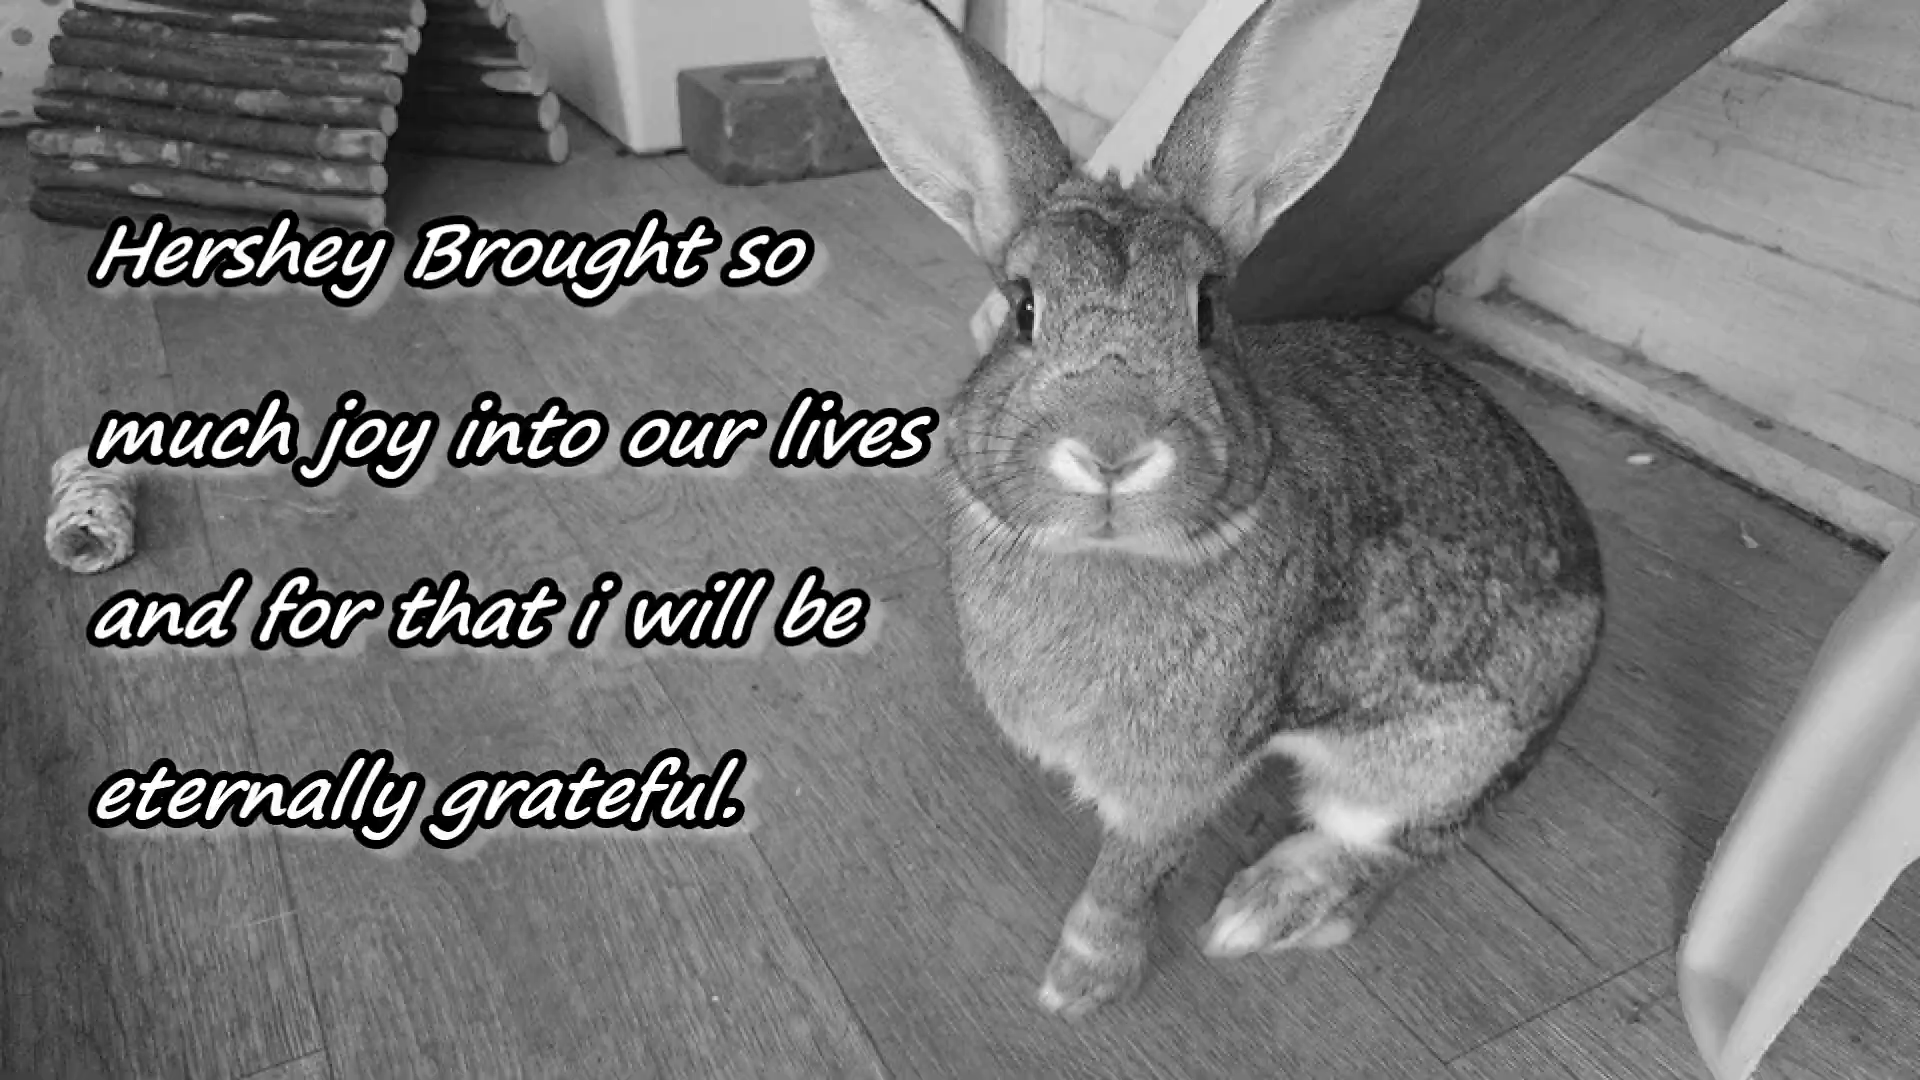 Hershey Brought so
much joy into our lives
and for that i will be
eternally grateful.